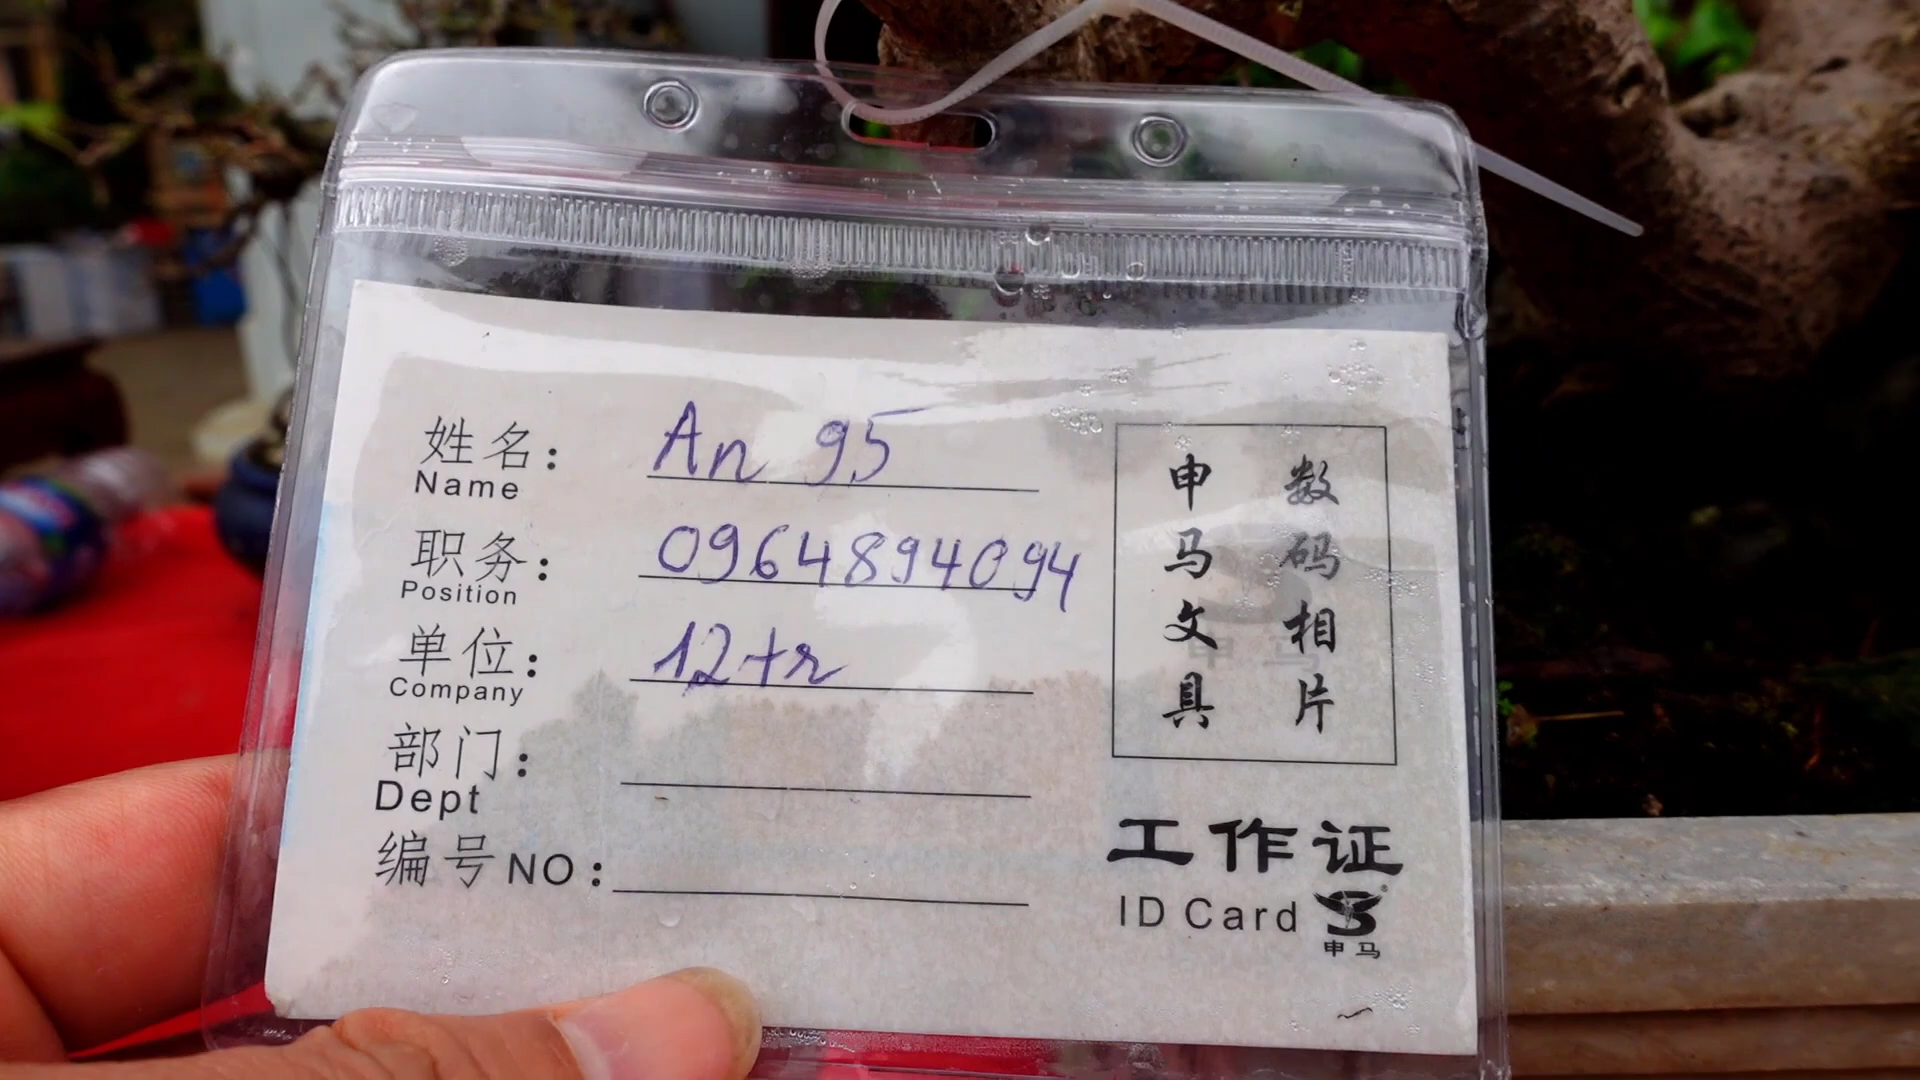 姓名： An 95
Name
职务： 0964894094
Position
单位： 12tr
Company
部门：
Dept
编号NO：
申马文具
数码相片
工作证
ID Card
申马